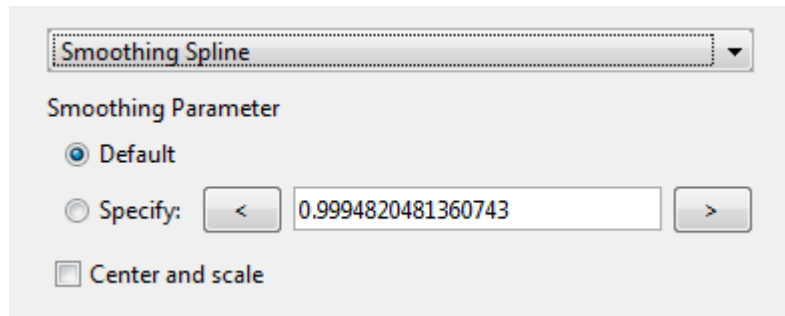 Smoothing Spline
Smoothing Parameter
Default
Specify: < 0.9994820481360743 >
Center and scale